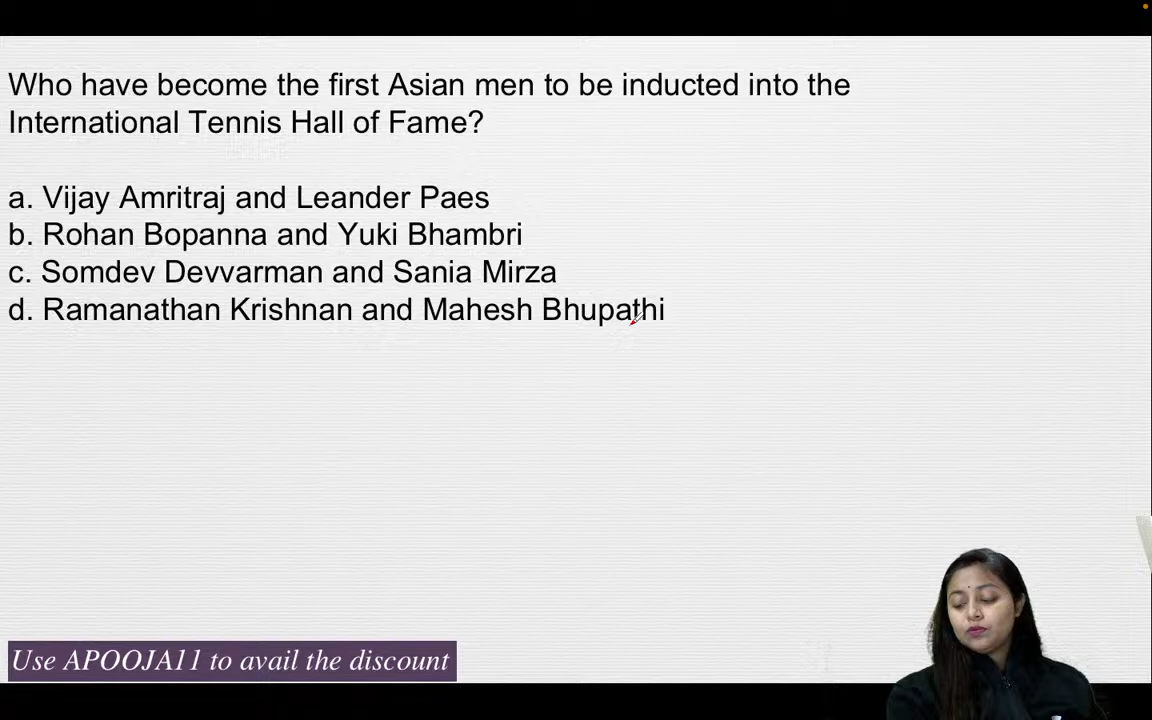 Who have become the first Asian men to be inducted into the
International Tennis Hall of Fame?
a. Vijay Amritraj and Leander Paes
b. Rohan Bopanna and Yuki Bhambri
c. Somdev Devvarman and Sania Mirza
d. Ramanathan Krishnan and Mahesh Bhupathi
Use APOOJA11 to avail the discount